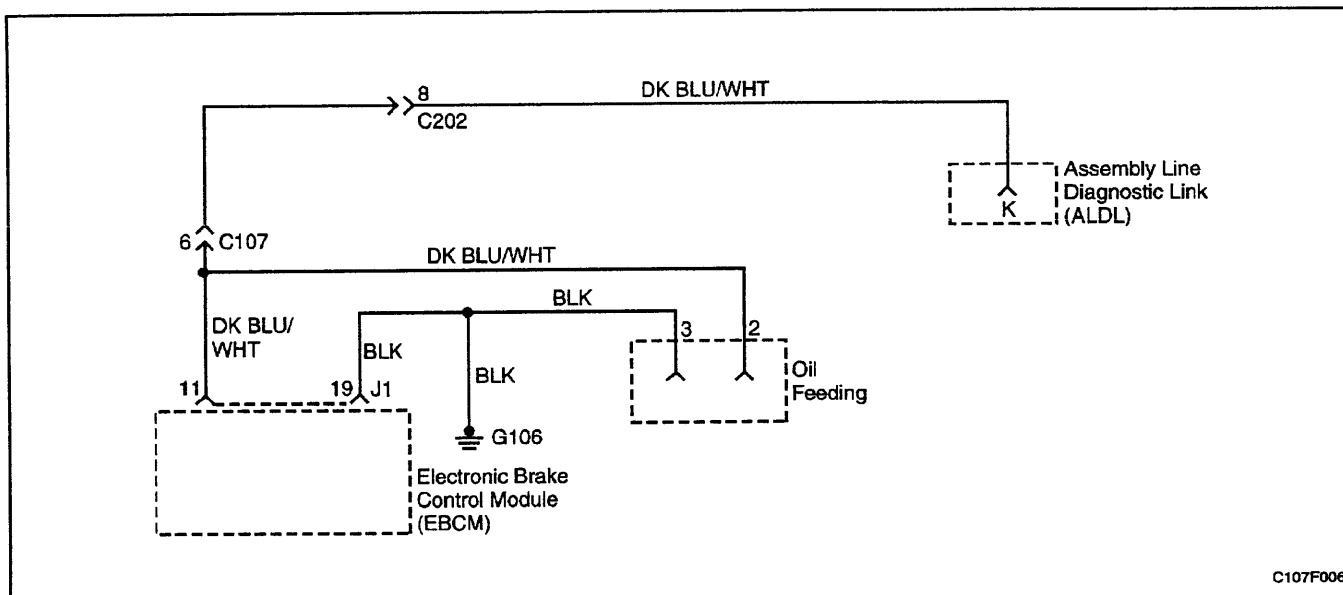 8
DK BLU/WHT
C202
Assembly Line
Diagnostic Link
(ALDL)
K
6 C107
DK BLU/WHT
BLK
DK BLU/
WHT
BLK
BLK
3 2
Oil
Feeding
11 19 J1
G106
Electronic Brake
Control Module
(EBCM)
C107F006